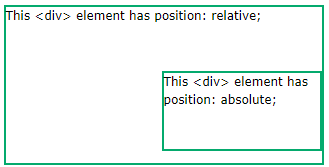 This <div> element has position: relative;
This <div> element has
position: absolute;